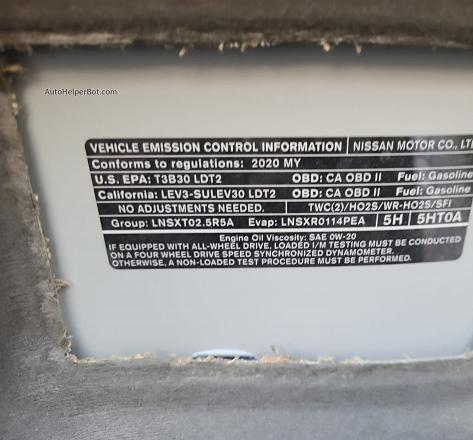 AutoHelperBot.com
VEHICLE EMISSION CONTROL INFORMATION NISSAN MOTOR CO., LT
Conforms to regulations: 2020 MY
U.S. EPA: T3B30 LDT2 OBD: CA OBD II Fuel: Gasoline
California: LEV3-SULEV30 LDT2 OBD: CA OBD II Fuel: Gasoline
NO ADJUSTMENTS NEEDED. TWC(2)/HO2S/WR-HO2S/SFI
Group: LNSXT02.5R5A Evap: LNSXR0114PEA 5H 5HT0A
Engine Oil Viscosity: SAE 0W-20
IF EQUIPPED WITH ALL-WHEEL DRIVE, LOADED I/M TESTING MUST BE CONDUCTED
ON A FOUR WHEEL DRIVE SPEED SYNCHRONIZED DYNAMOMETER.
OTHERWISE, A NON-LOADED TEST PROCEDURE MUST BE PERFORMED.